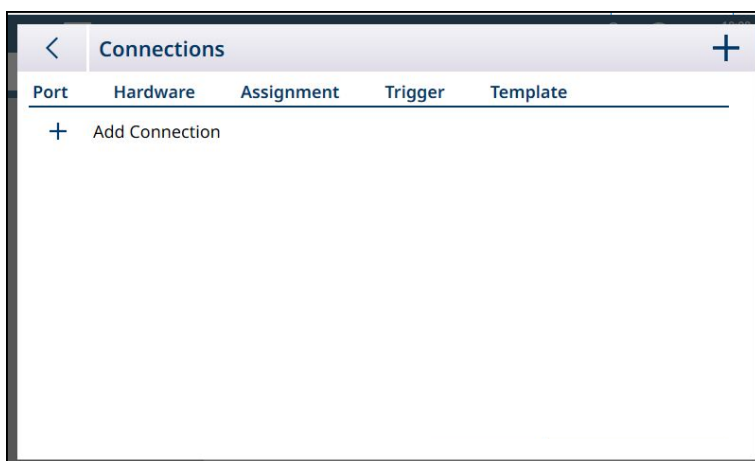 Connections
Port Hardware Assignment Trigger Template
Add Connection